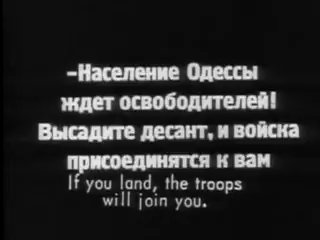 –Население Одессы
ждет освободителей!
Высадите десант, и войска
присоединятся к вам
If you land, the troops
will join you.